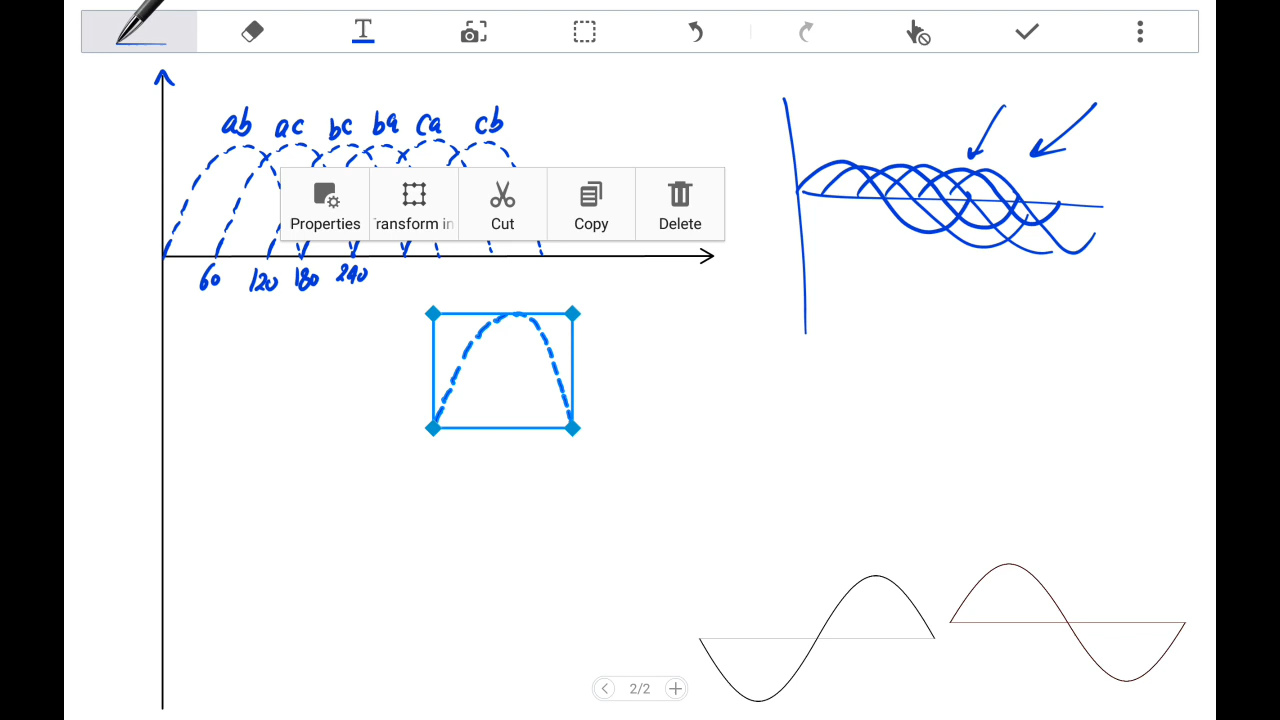 T
ab ac bc ba ca cb
Properties
Transform in
Cut
Copy
Delete
60 120 180 240
2/2